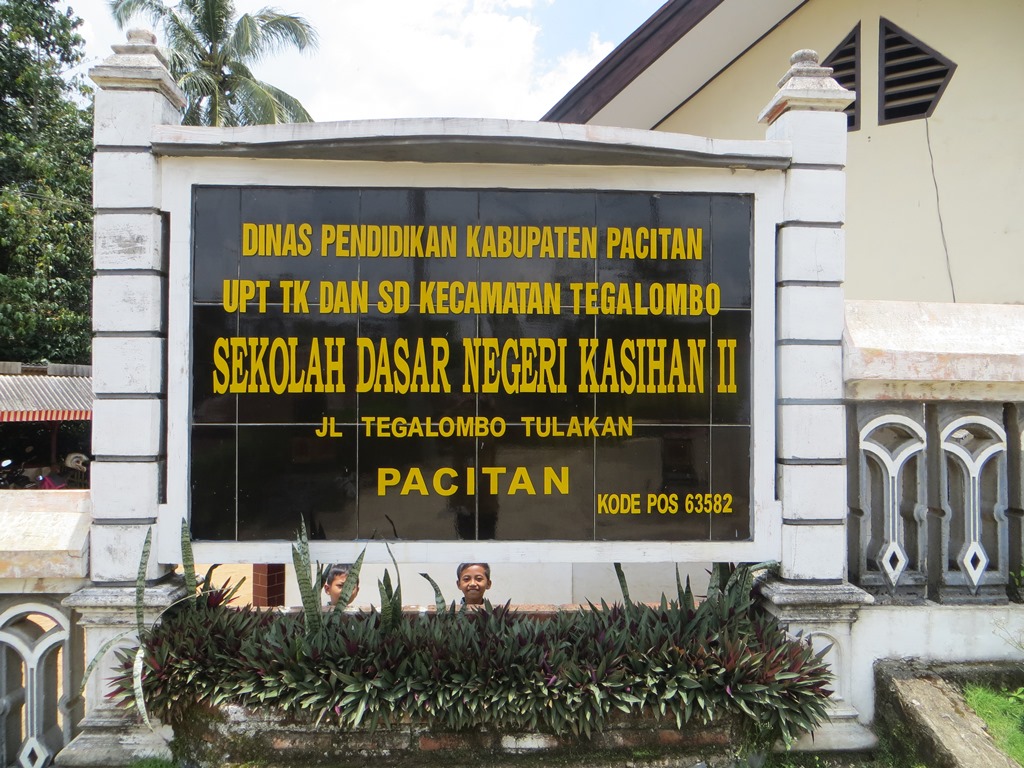 DINAS PENDIDIKAN KABUPATEN PACITAN
UPT TK DAN SD KECAMATAN TEGALOMBO
SEKOLAH DASAR NEGERI KASIHAN II
JL TEGALOMBO TULAKAN
PACITAN
KODE POS 63582